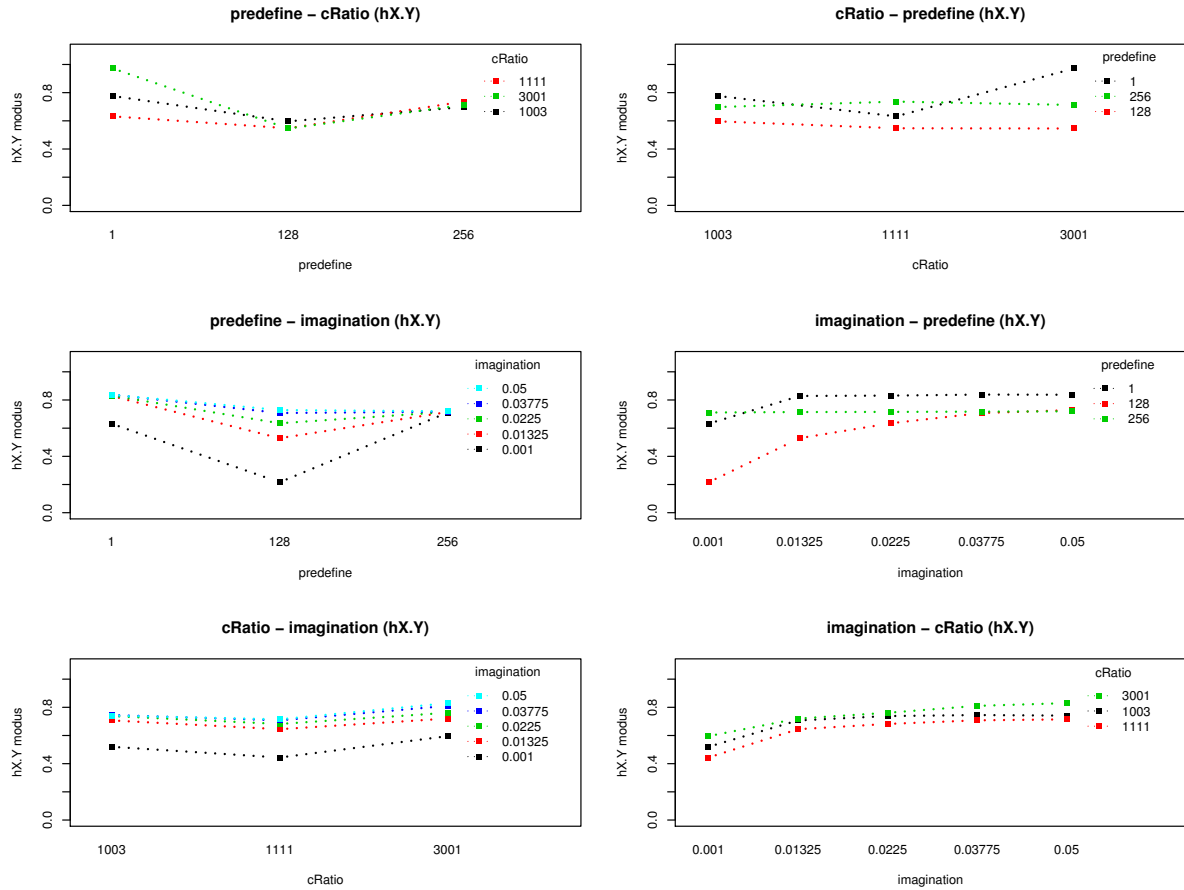 predefine − cRatio (hX.Y)
hX.Y modus
0.0 0.4 0.8
cRatio
1111
3001
1003
1 128 256
predefine
cRatio − predefine (hX.Y)
hX.Y modus
0.0 0.4 0.8
predefine
1
256
128
1003 1111 3001
cRatio
predefine − imagination (hX.Y)
hX.Y modus
0.0 0.4 0.8
imagination
0.05
0.03775
0.0225
0.01325
0.001
1 128 256
predefine
imagination − predefine (hX.Y)
hX.Y modus
0.0 0.4 0.8
predefine
1
128
256
0.001 0.01325 0.0225 0.03775 0.05
imagination
cRatio − imagination (hX.Y)
hX.Y modus
0.0 0.4 0.8
imagination
0.05
0.03775
0.0225
0.01325
0.001
1003 1111 3001
cRatio
imagination − cRatio (hX.Y)
hX.Y modus
0.0 0.4 0.8
cRatio
3001
1003
1111
0.001 0.01325 0.0225 0.03775 0.05
imagination